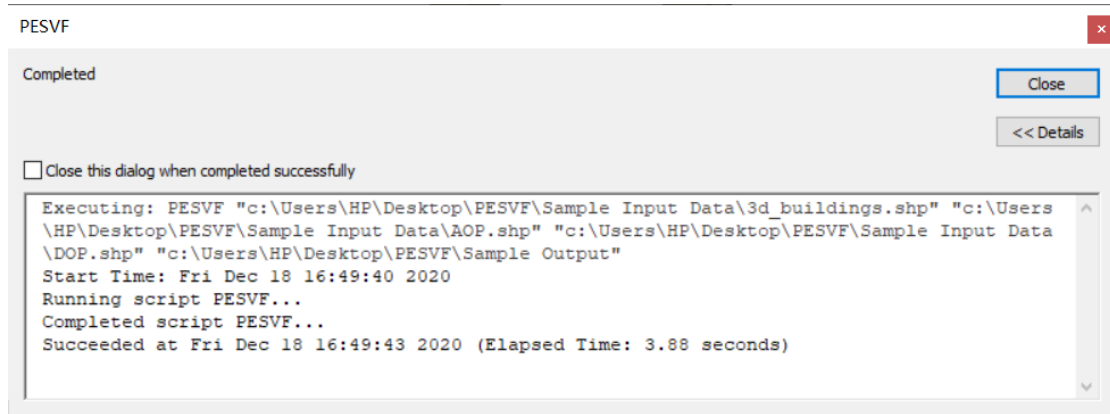 PESVF
Completed
Close
<< Details
Close this dialog when completed successfully
Executing: PESVF "c:\Users\HP\Desktop\PESVF\Sample Input Data\3d_buildings.shp" "c:\Users
\HP\Desktop\PESVF\Sample Input Data\AOP.shp" "c:\Users\HP\Desktop\PESVF\Sample Input Data
\DOP.shp" "c:\Users\HP\Desktop\PESVF\Sample Output"
Start Time: Fri Dec 18 16:49:40 2020
Running script PESVF...
Completed script PESVF...
Succeeded at Fri Dec 18 16:49:43 2020 (Elapsed Time: 3.88 seconds)